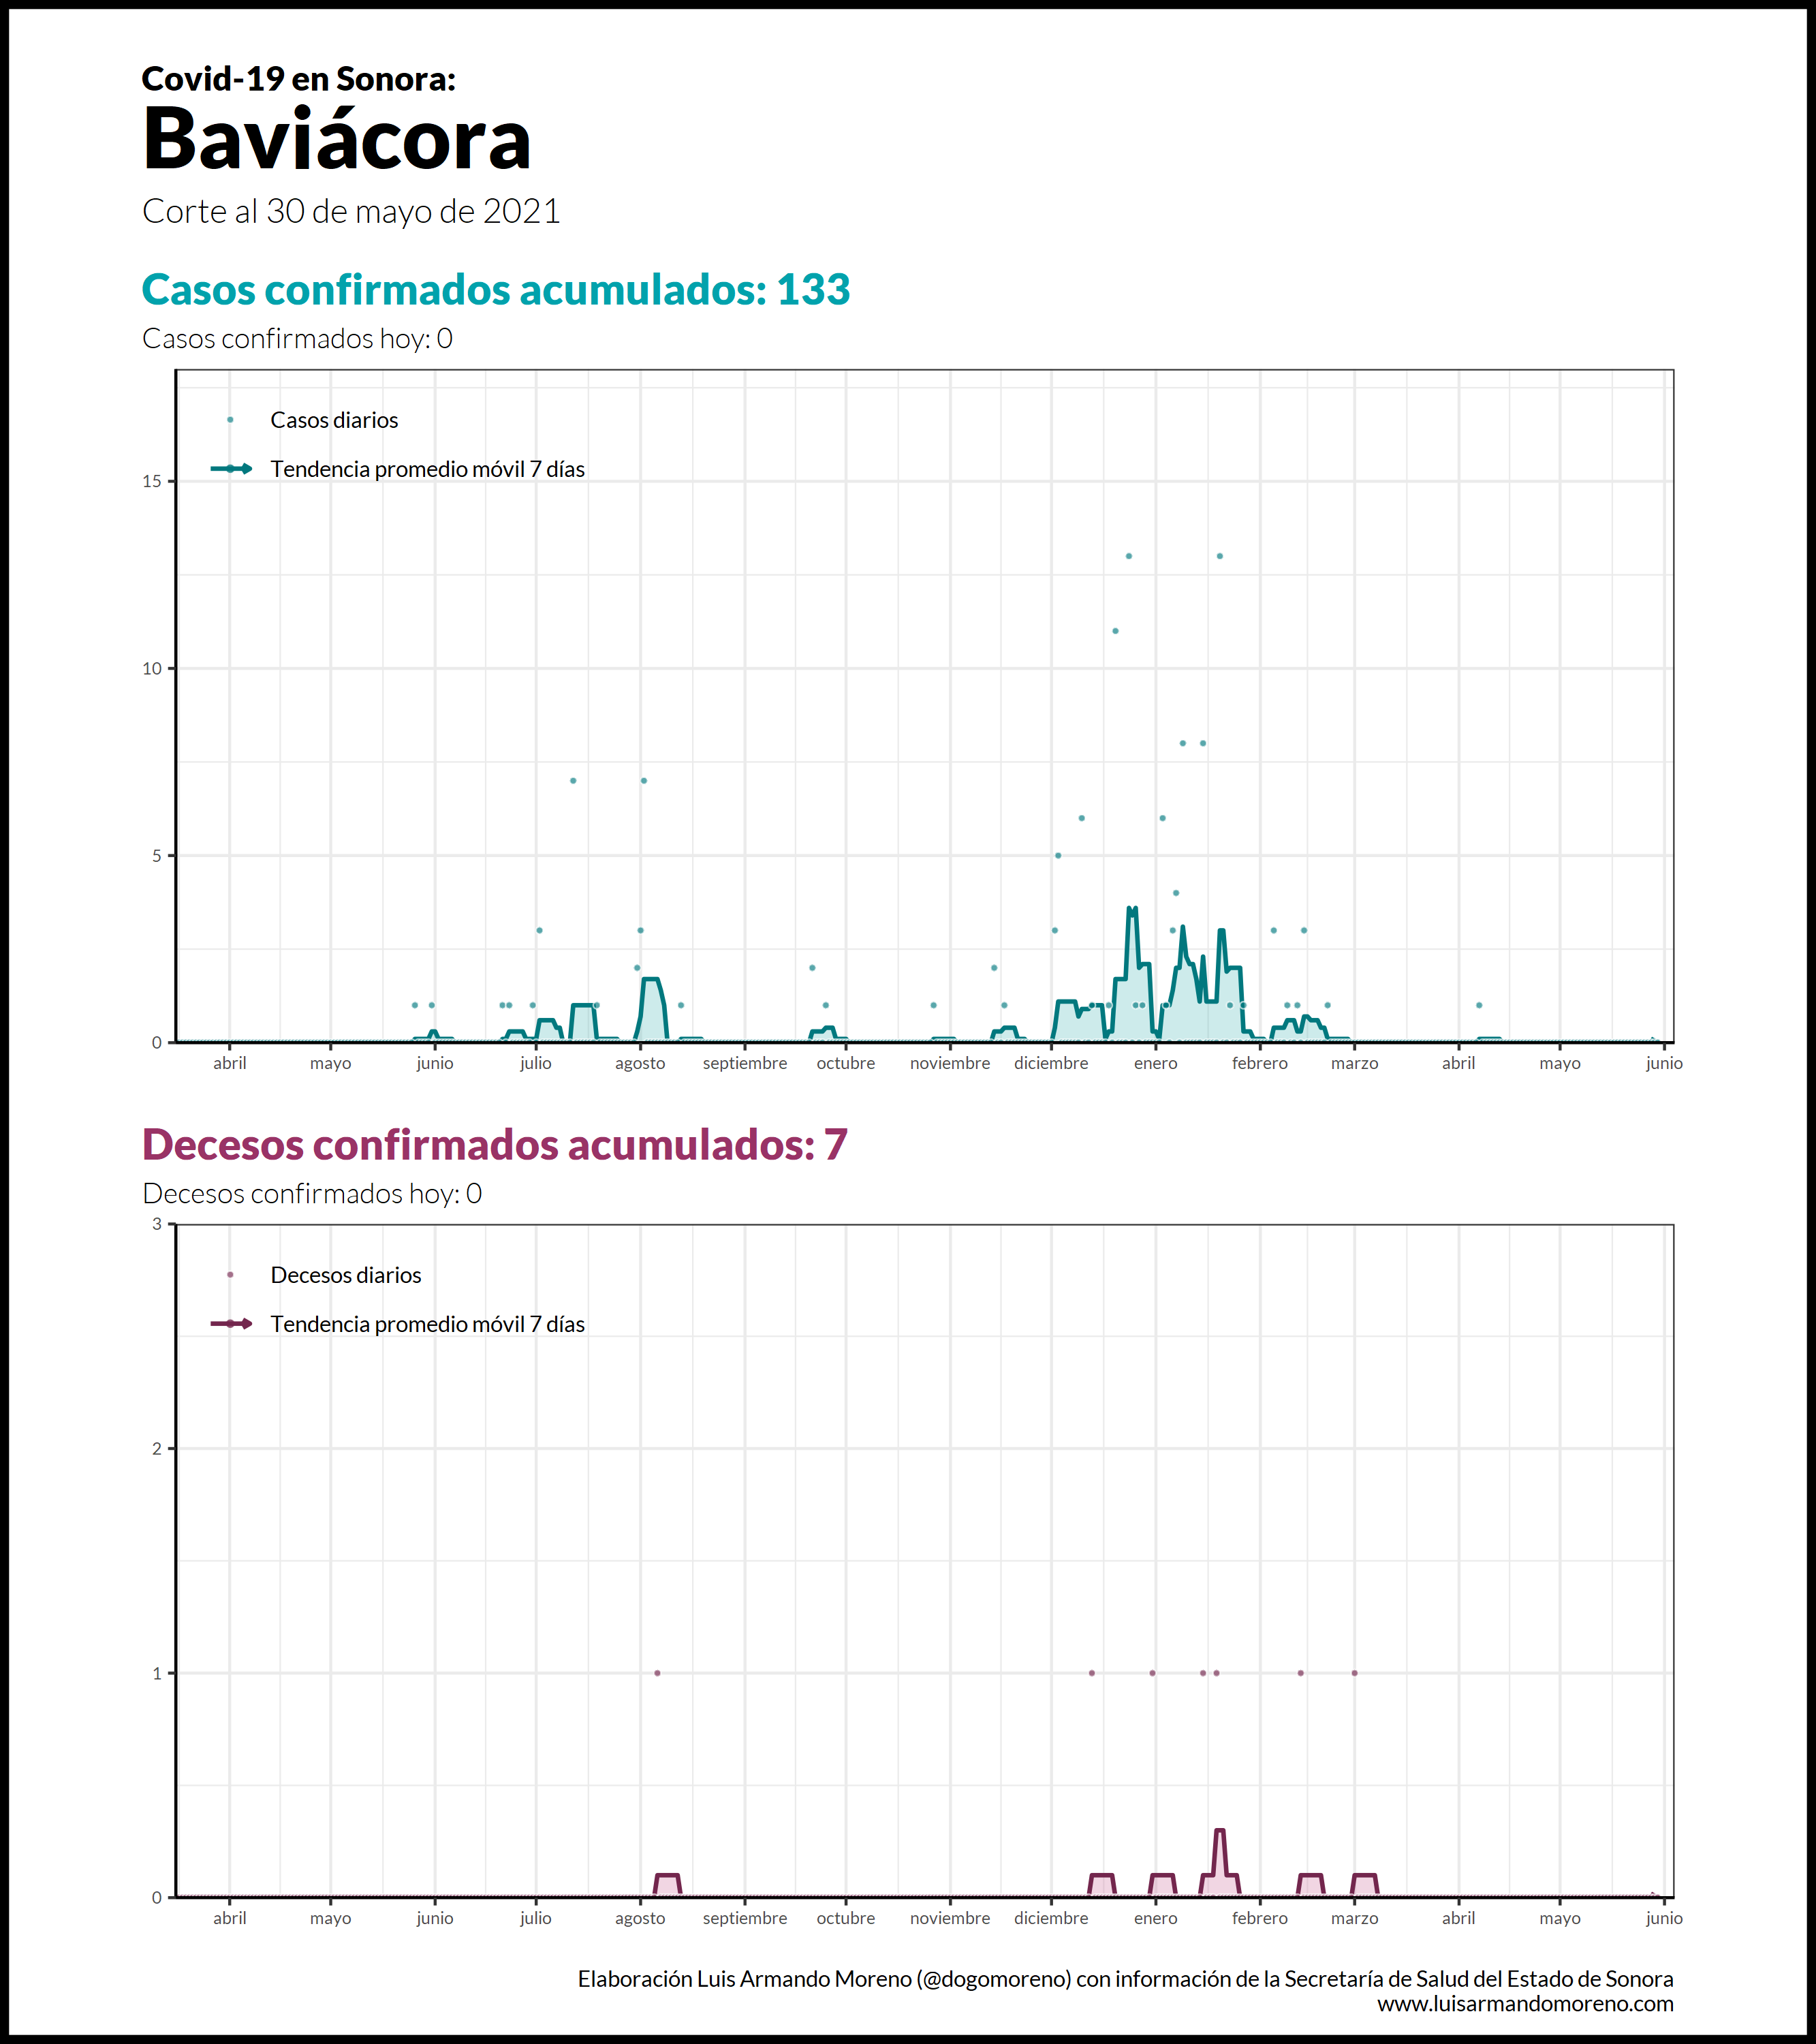 Covid-19 en Sonora:
Baviácora
Corte al 30 de mayo de 2021
Casos confirmados acumulados: 133
Casos confirmados hoy: 0
Casos diarios
Tendencia promedio móvil 7 días
15
10
5
0
abril mayo junio julio agosto septiembre octubre noviembre diciembre enero febrero marzo abril mayo junio
Decesos confirmados acumulados: 7
Decesos confirmados hoy: 0
3
Decesos diarios
Tendencia promedio móvil 7 días
2
1
0
abril mayo junio julio agosto septiembre octubre noviembre diciembre enero febrero marzo abril mayo junio
Elaboración Luis Armando Moreno (@dogomoreno) con información de la Secretaría de Salud del Estado de Sonora
www.luisarmandomoreno.com